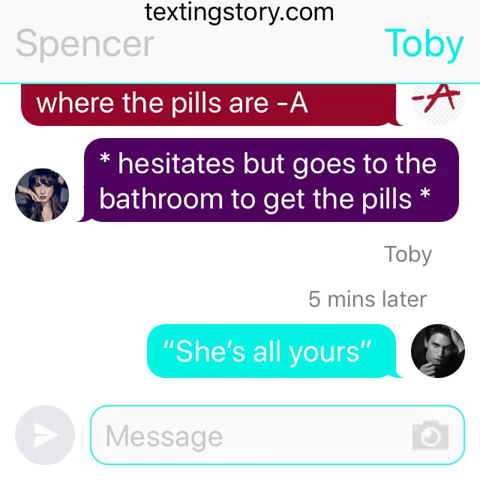 textingstory.com
Spencer
Toby
where the pills are -A
-A
* hesitates but goes to the
bathroom to get the pills *
Toby
5 mins later
“She’s all yours”
Message